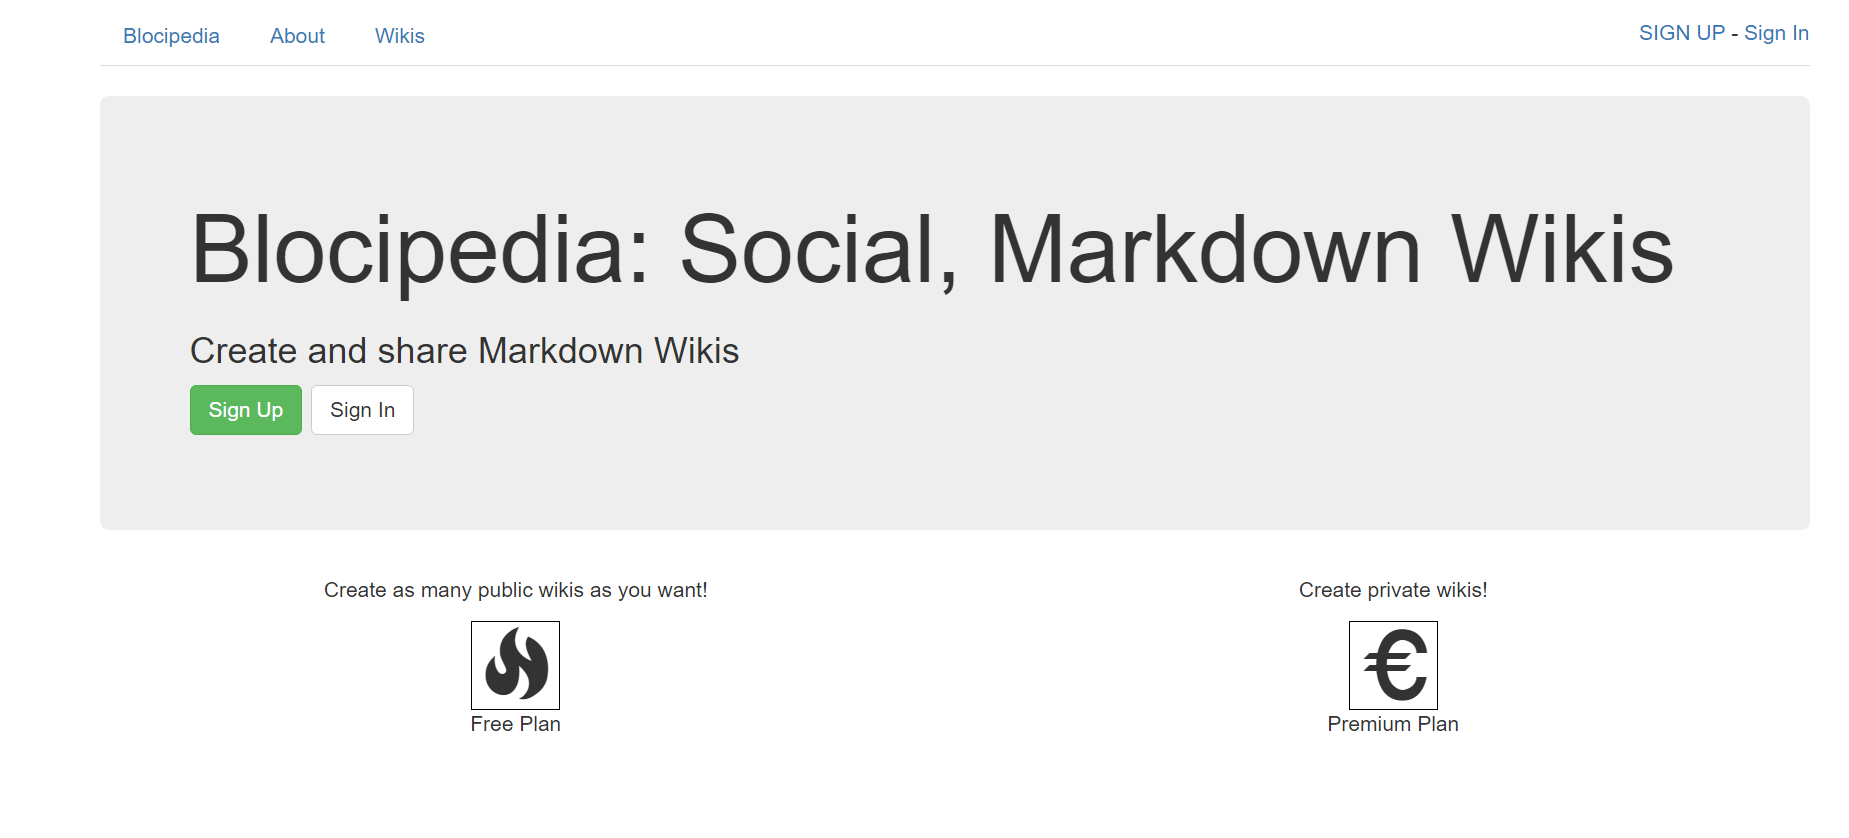 Blocipedia About Wikis SIGN UP - Sign In
Blocipedia: Social, Markdown Wikis
Create and share Markdown Wikis
Sign Up Sign In
Create as many public wikis as you want!
Free Plan
Create private wikis!
€
Premium Plan